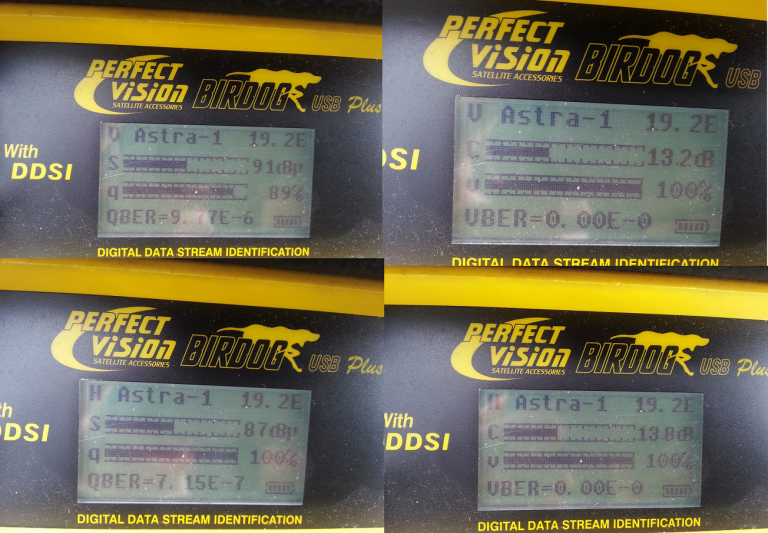 PERFECT
VISION
SATELLITE ACCESSORIES
BIRDOG USB Plus
With
DDSI
V Astra-1 19.2E
S 91dBµ
q 89%
QBER=9.77E-6
DIGITAL DATA STREAM IDENTIFICATION
PERFECT
VISION
SATELLITE ACCESSORIES
BIRDOG USB
SI
V Astra-1 19.2E
C 13.2dB
v 100%
VBER=0.00E-0
DIGITAL DATA STREAM IDENTIFICATION
PERFECT
VISION
SATELLITE ACCESSORIES
BIRDOG USB Plus
th
DDSI
H Astra-1 19.2E
S 87dBµ
q 100%
QBER=7.15E-7
DIGITAL DATA STREAM IDENTIFICATION
PERFECT
VISION
SATELLITE ACCESSORIES
BIRDOG USB Plus
With
DDSI
H Astra-1 19.2E
C 13.8dB
v 100%
VBER=0.00E-0
DIGITAL DATA STREAM IDENTIFICATION